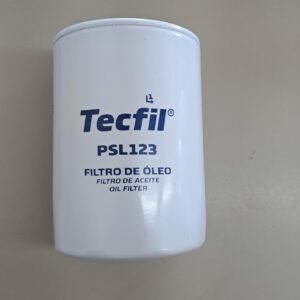 Tecfil®
PSL123
FILTRO DE ÓLEO
FILTRO DE ACEITE
OIL FILTER